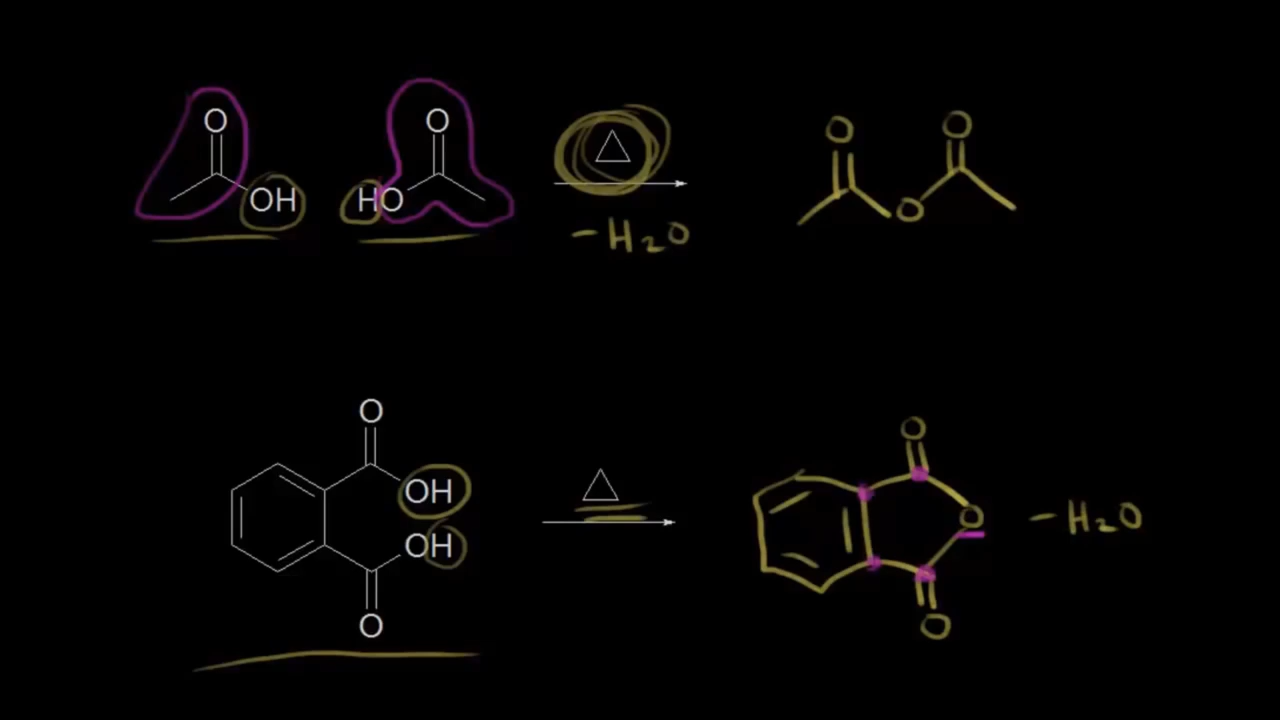 O O O O
OH HO △ O
-H₂O
O O
OH △ O -H₂O
OH
O O